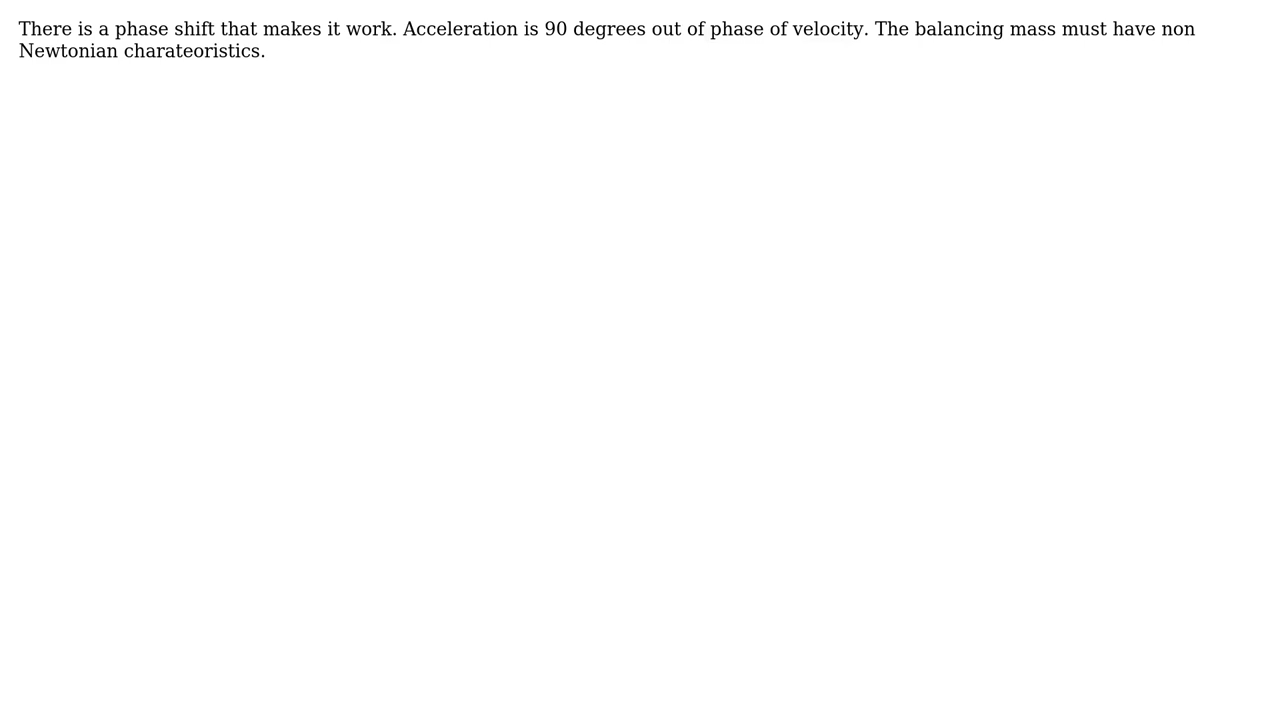 There is a phase shift that makes it work. Acceleration is 90 degrees out of phase of velocity. The balancing mass must have non
Newtonian charateoristics.